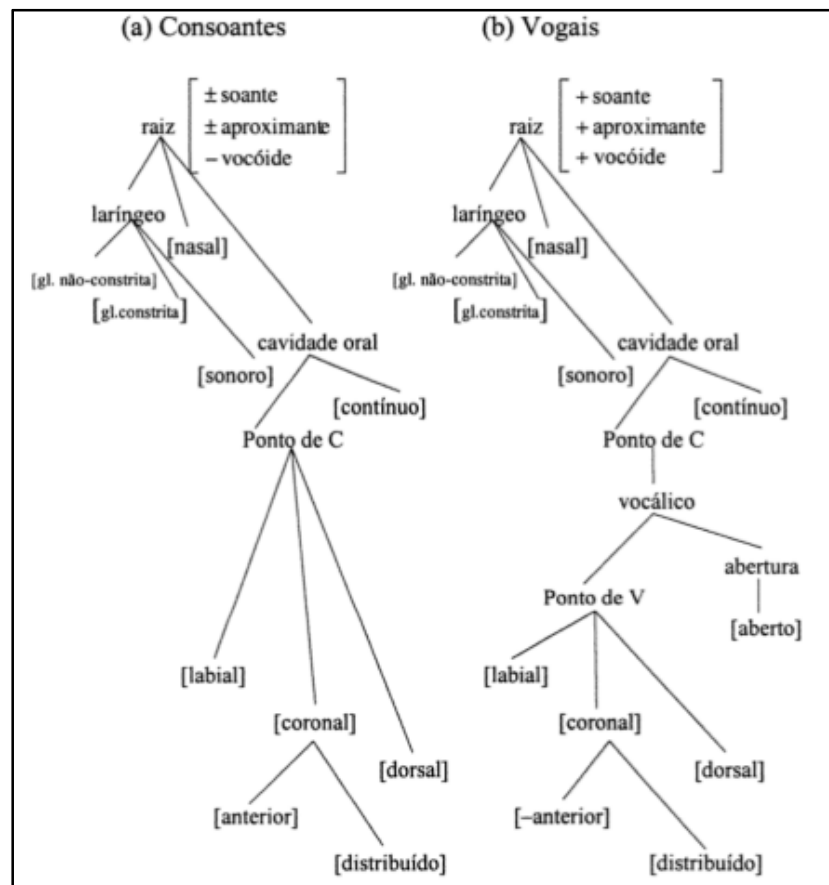 (a) Consoantes
± soante
raiz
± aproximante
− vocóide
laríngeo
[nasal]
[gl. não-constrita]
[gl.constrita]
cavidade oral
[sonoro]
[contínuo]
Ponto de C
[labial]
[coronal]
[dorsal]
[anterior]
[distribuído]
(b) Vogais
+ soante
raiz
+ aproximante
+ vocóide
laríngeo
[nasal]
[gl. não-constrita]
[gl.constrita]
cavidade oral
[sonoro]
[contínuo]
Ponto de C
vocálico
abertura
Ponto de V
[aberto]
[labial]
[coronal]
[dorsal]
[−anterior]
[distribuído]